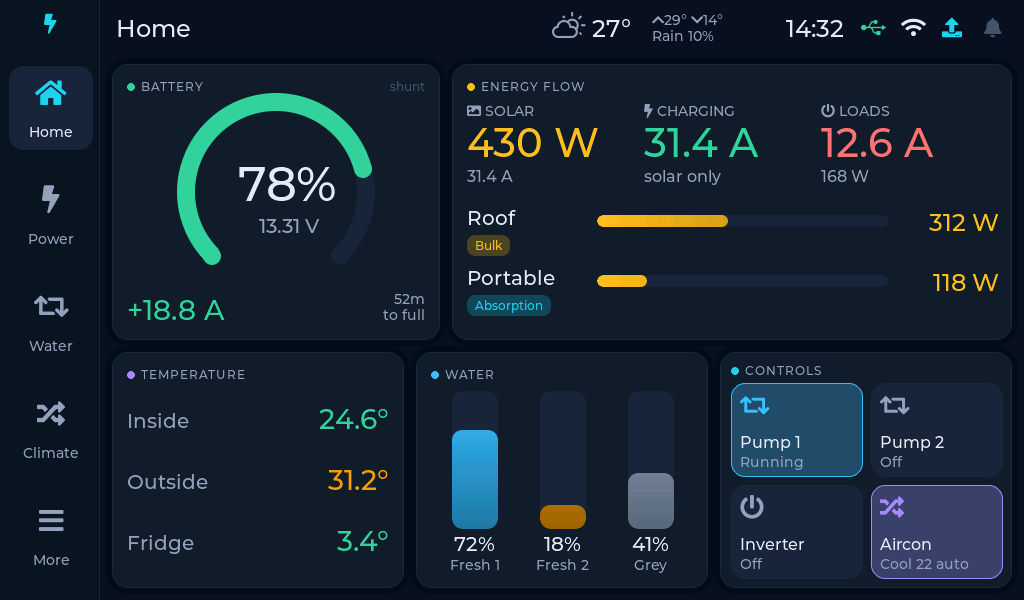 Home
27°
29° 14°
Rain 10%
14:32
Home
Power
Water
Climate
More
BATTERY
shunt
78%
13.31 V
+18.8 A
52m
to full
ENERGY FLOW
SOLAR
430 W
31.4 A
CHARGING
31.4 A
solar only
LOADS
12.6 A
168 W
Roof
Bulk
312 W
Portable
Absorption
118 W
TEMPERATURE
Inside 24.6°
Outside 31.2°
Fridge 3.4°
WATER
72% 18% 41%
Fresh 1 Fresh 2 Grey
CONTROLS
Pump 1
Running
Pump 2
Off
Inverter
Off
Aircon
Cool 22 auto